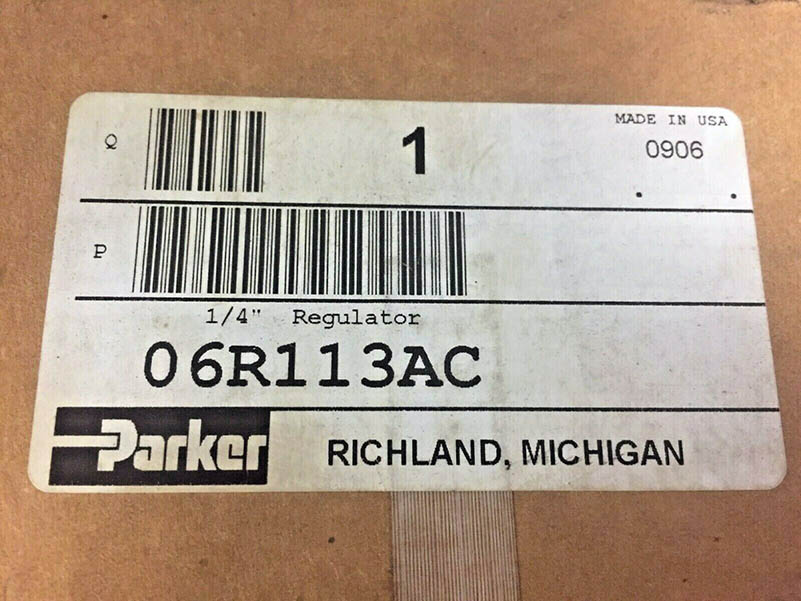 Q
1
MADE IN USA
0906
P
1/4" Regulator
06R113AC
Parker
RICHLAND, MICHIGAN